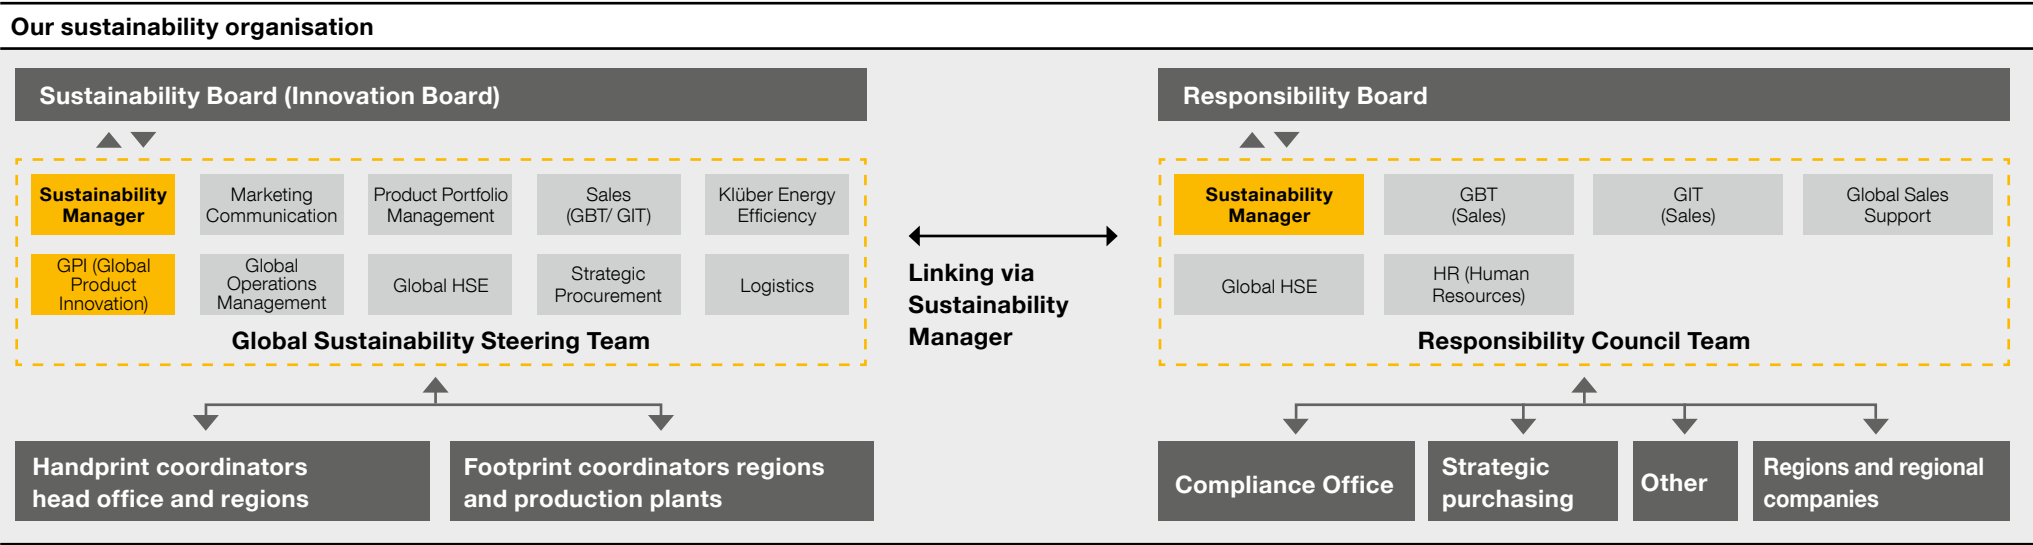 Our sustainability organisation
Sustainability Board (Innovation Board)
Sustainability
Manager
Marketing
Communication
Product Portfolio
Management
Sales
(GBT/ GIT)
Klüber Energy
Efficiency
GPI (Global
Product
Innovation)
Global
Operations
Management
Global HSE
Strategic
Procurement
Logistics
Global Sustainability Steering Team
Handprint coordinators
head office and regions
Footprint coordinators regions
and production plants
Linking via
Sustainability
Manager
Responsibility Board
Sustainability
Manager
GBT
(Sales)
GIT
(Sales)
Global Sales
Support
Global HSE
HR (Human
Resources)
Responsibility Council Team
Compliance Office
Strategic
purchasing
Other
Regions and regional
companies